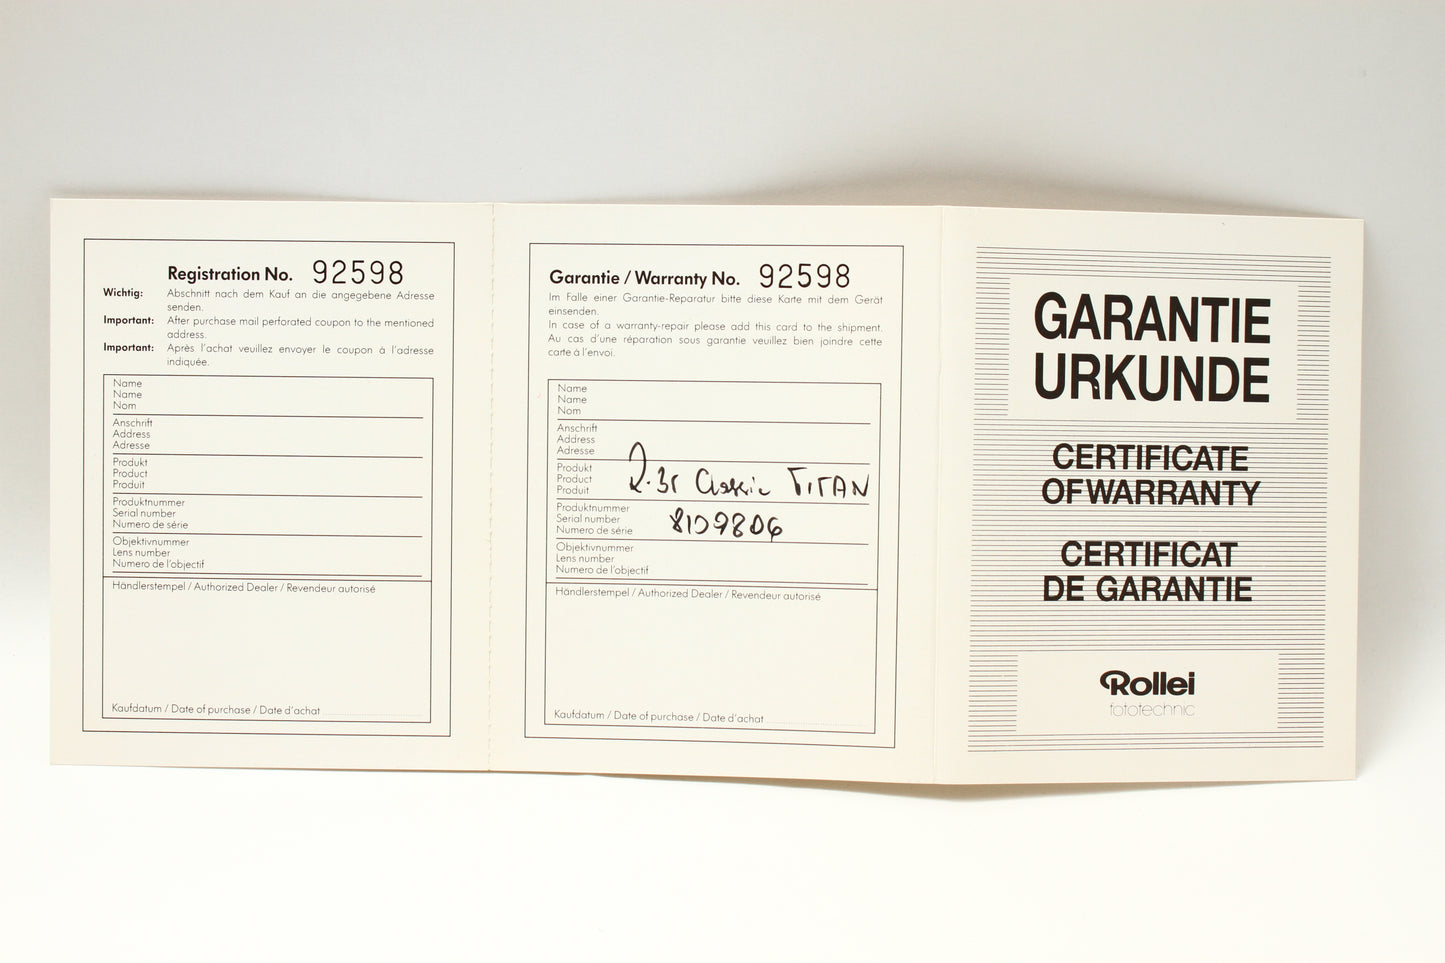 Registration No. 92598
Wichtig: Abschnitt nach dem Kauf an die angegebene Adresse
senden.
Important: After purchase mail perforated coupon to the mentioned
address.
Important: Après l'achat veuillez envoyer le coupon à l'adresse
indiquée.
Name
Name
Nom
Anschrift
Address
Adresse
Produkt
Product
Produit
Produktnummer
Serial number
Numero de série
Objektivnummer
Lens number
Numero de l'objectif
Händlerstempel / Authorized Dealer / Revendeur autorisé
Kaufdatum / Date of purchase / Date d'achat
Garantie / Warranty No. 92598
Im Falle einer Garantie-Reparatur bitte diese Karte mit dem Gerät
einsenden.
In case of a warranty-repair please add this card to the shipment.
Au cas d'une réparation sous garantie veuillez bien joindre cette
carte à l'envoi.
Name
Name
Nom
Anschrift
Address
Adresse
Produkt
Product
Produit
Classic TITAN
Produktnummer
Serial number
Numero de série
8109806
Objektivnummer
Lens number
Numero de l'objectif
Händlerstempel / Authorized Dealer / Revendeur autorisé
Kaufdatum / Date of purchase / Date d'achat
GARANTIE
URKUNDE
CERTIFICATE
OF WARRANTY
CERTIFICAT
DE GARANTIE
Rollei
fototechnic